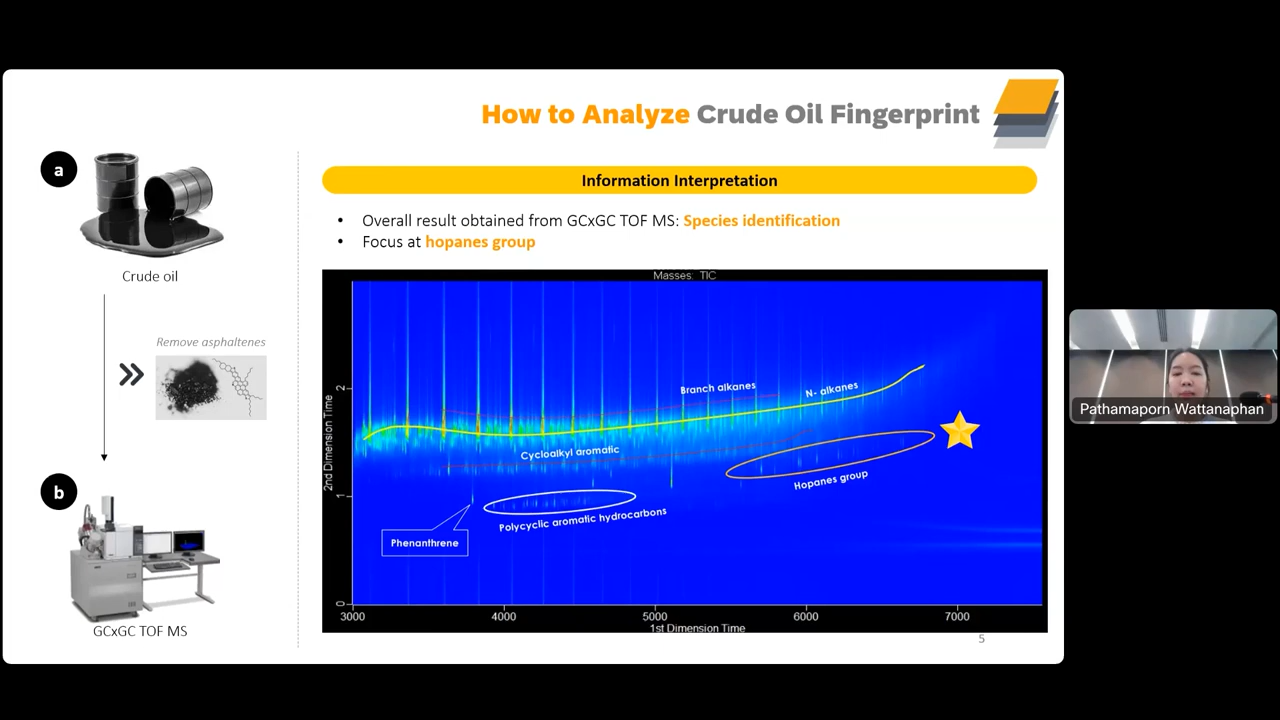 How to Analyze Crude Oil Fingerprint
a
Crude oil
Remove asphaltenes
b
GCxGC TOF MS
Information Interpretation
• Overall result obtained from GCxGC TOF MS: Species identification
• Focus at hopanes group
Masses: TIC
2nd Dimension Time
2
1
0
Branch alkanes
N- alkanes
Cycloalkyl aromatic
Hopanes group
Polycyclic aromatic hydrocarbons
Phenanthrene
3000 4000 5000 6000 7000
1st Dimension Time
5
Pathamaporn Wattanaphan